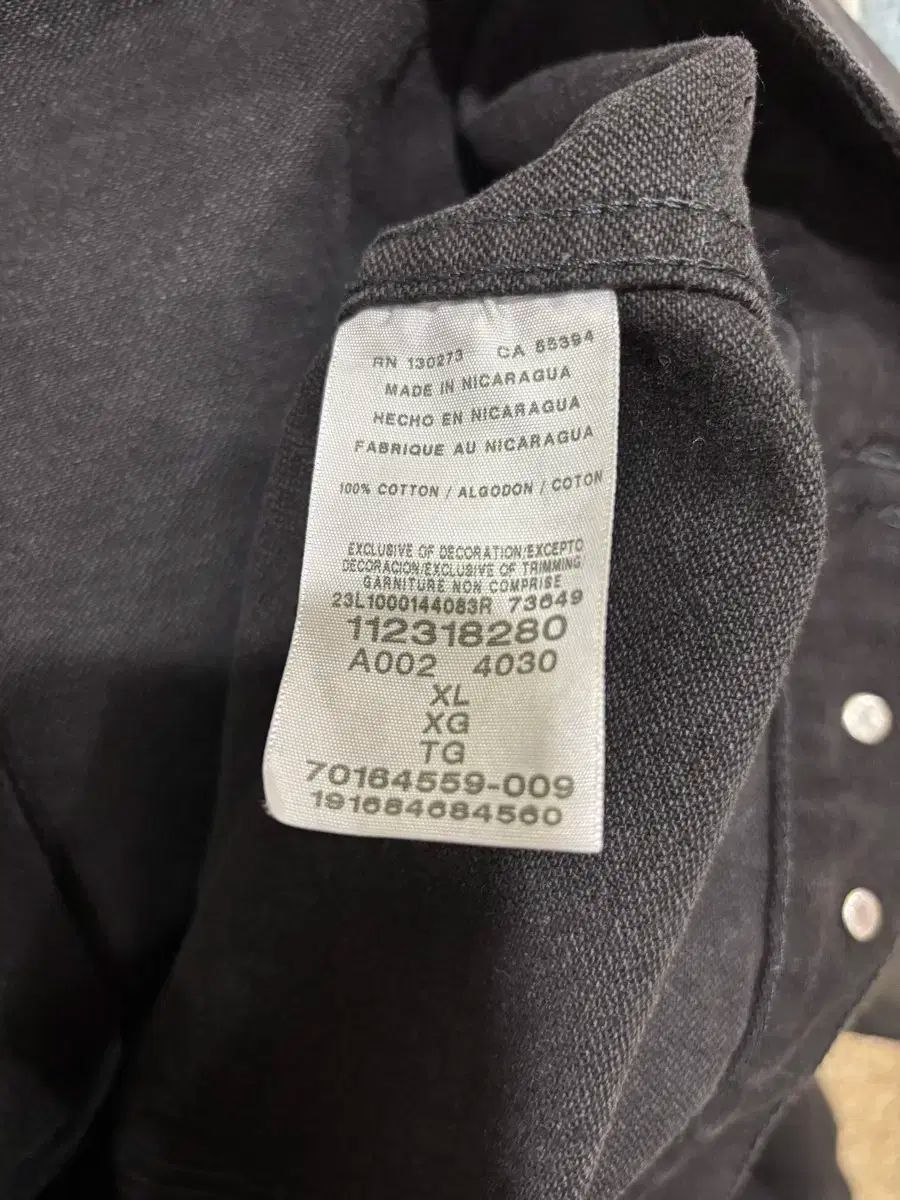 RN 130273 CA 65394
MADE IN NICARAGUA
HECHO EN NICARAGUA
FABRIQUE AU NICARAGUA
100% COTTON / ALGODON / COTON
EXCLUSIVE OF DECORATION/EXCEPTO
DECORACION/EXCLUSIVE OF TRIMMING
GARNITURE NON COMPRISE
23L1000144083R 73649
112318280
A002 4030
XL
XG
TG
70164559-009
191684684560